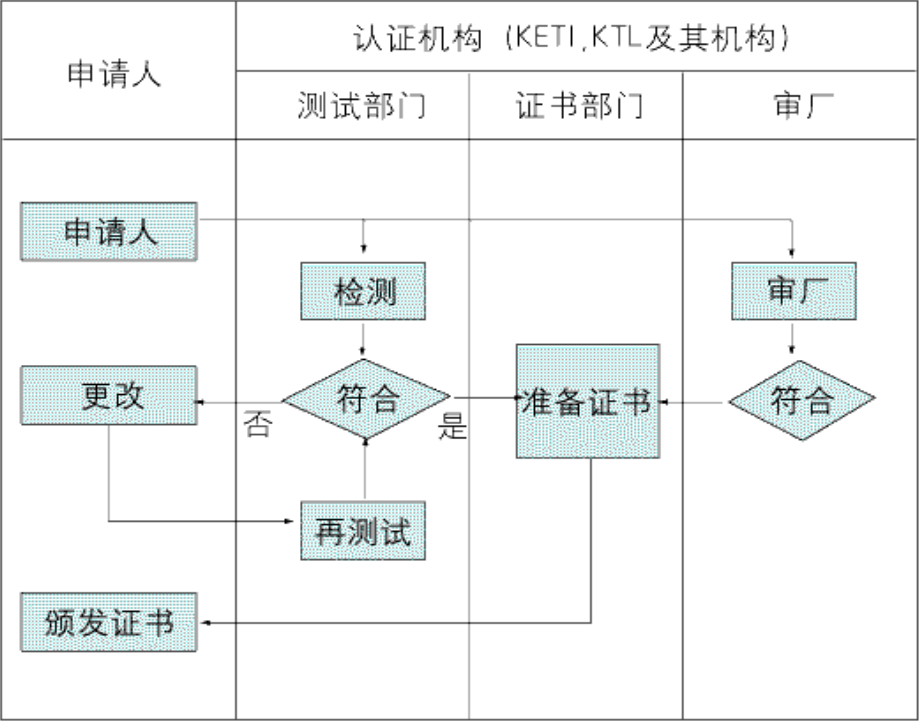 认证机构 (KETI,KTL及其机构)
申请人
测试部门
证书部门
审厂
申请人
检测
审厂
更改
符合
准备证书
符合
否
是
再测试
颁发证书